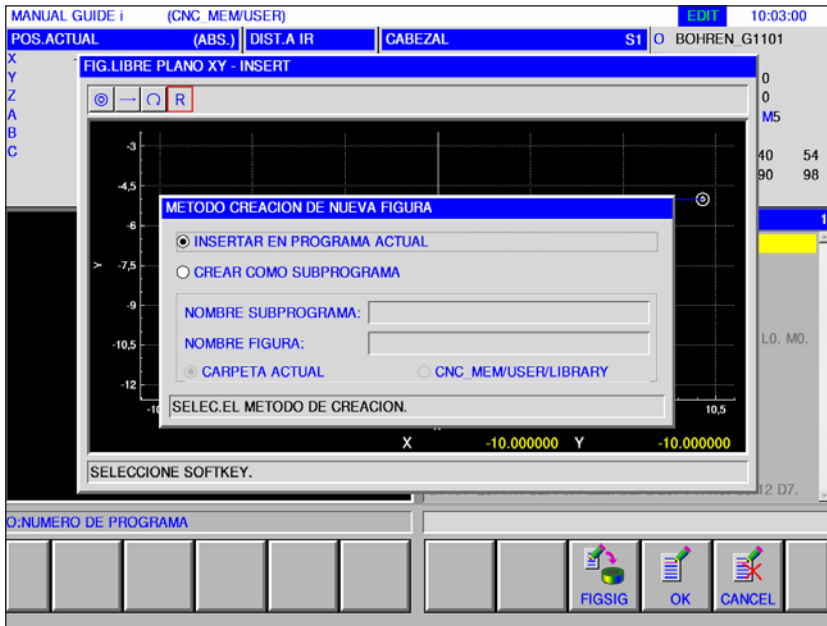 MANUAL GUIDE i (CNC_MEM/USER) EDIT 10:03:00
POS.ACTUAL (ABS.) DIST.A IR CABEZAL S1 O BOHREN_G1101
X
FIG.LIBRE PLANO XY - INSERT
Y 0
Z 0
R
A M5
B
C 40 54
90 98
-3
-4,5
METODO CREACION DE NUEVA FIGURA
1
-6
INSERTAR EN PROGRAMA ACTUAL
Y -7,5
CREAR COMO SUBPROGRAMA
-9
NOMBRE SUBPROGRAMA:
-10,5
NOMBRE FIGURA:
L0. M0.
CARPETA ACTUAL CNC_MEM/USER/LIBRARY
-12
SELEC.EL METODO DE CREACION.
10,5
X -10.000000 Y -10.000000
SELECCIONE SOFTKEY.
12 D7.
O:NUMERO DE PROGRAMA
FIGSIG OK CANCEL